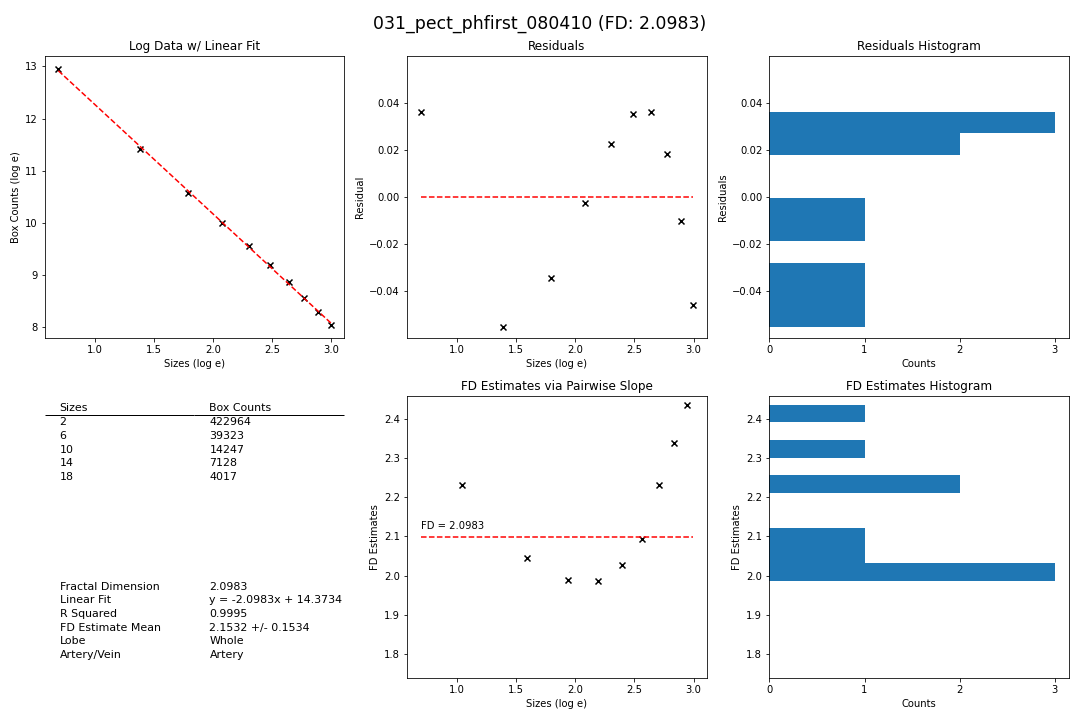 031_pect_phfirst_080410 (FD: 2.0983)
Log Data w/ Linear Fit
Box Counts (log e)
13
12
11
10
9
8
1.0 1.5 2.0 2.5 3.0
Sizes (log e)
Residuals
Residual
0.04
0.02
0.00
−0.02
−0.04
1.0 1.5 2.0 2.5 3.0
Sizes (log e)
Residuals Histogram
Residuals
0.04
0.02
0.00
−0.02
−0.04
0 1 2 3
Counts
Sizes Box Counts
2 422964
6 39323
10 14247
14 7128
18 4017
Fractal Dimension 2.0983
Linear Fit y = -2.0983x + 14.3734
R Squared 0.9995
FD Estimate Mean 2.1532 +/- 0.1534
Lobe Whole
Artery/Vein Artery
FD Estimates via Pairwise Slope
FD Estimates
2.4
2.3
2.2
2.1
2.0
1.9
1.8
FD = 2.0983
1.0 1.5 2.0 2.5 3.0
Sizes (log e)
FD Estimates Histogram
FD Estimates
2.4
2.3
2.2
2.1
2.0
1.9
1.8
0 1 2 3
Counts